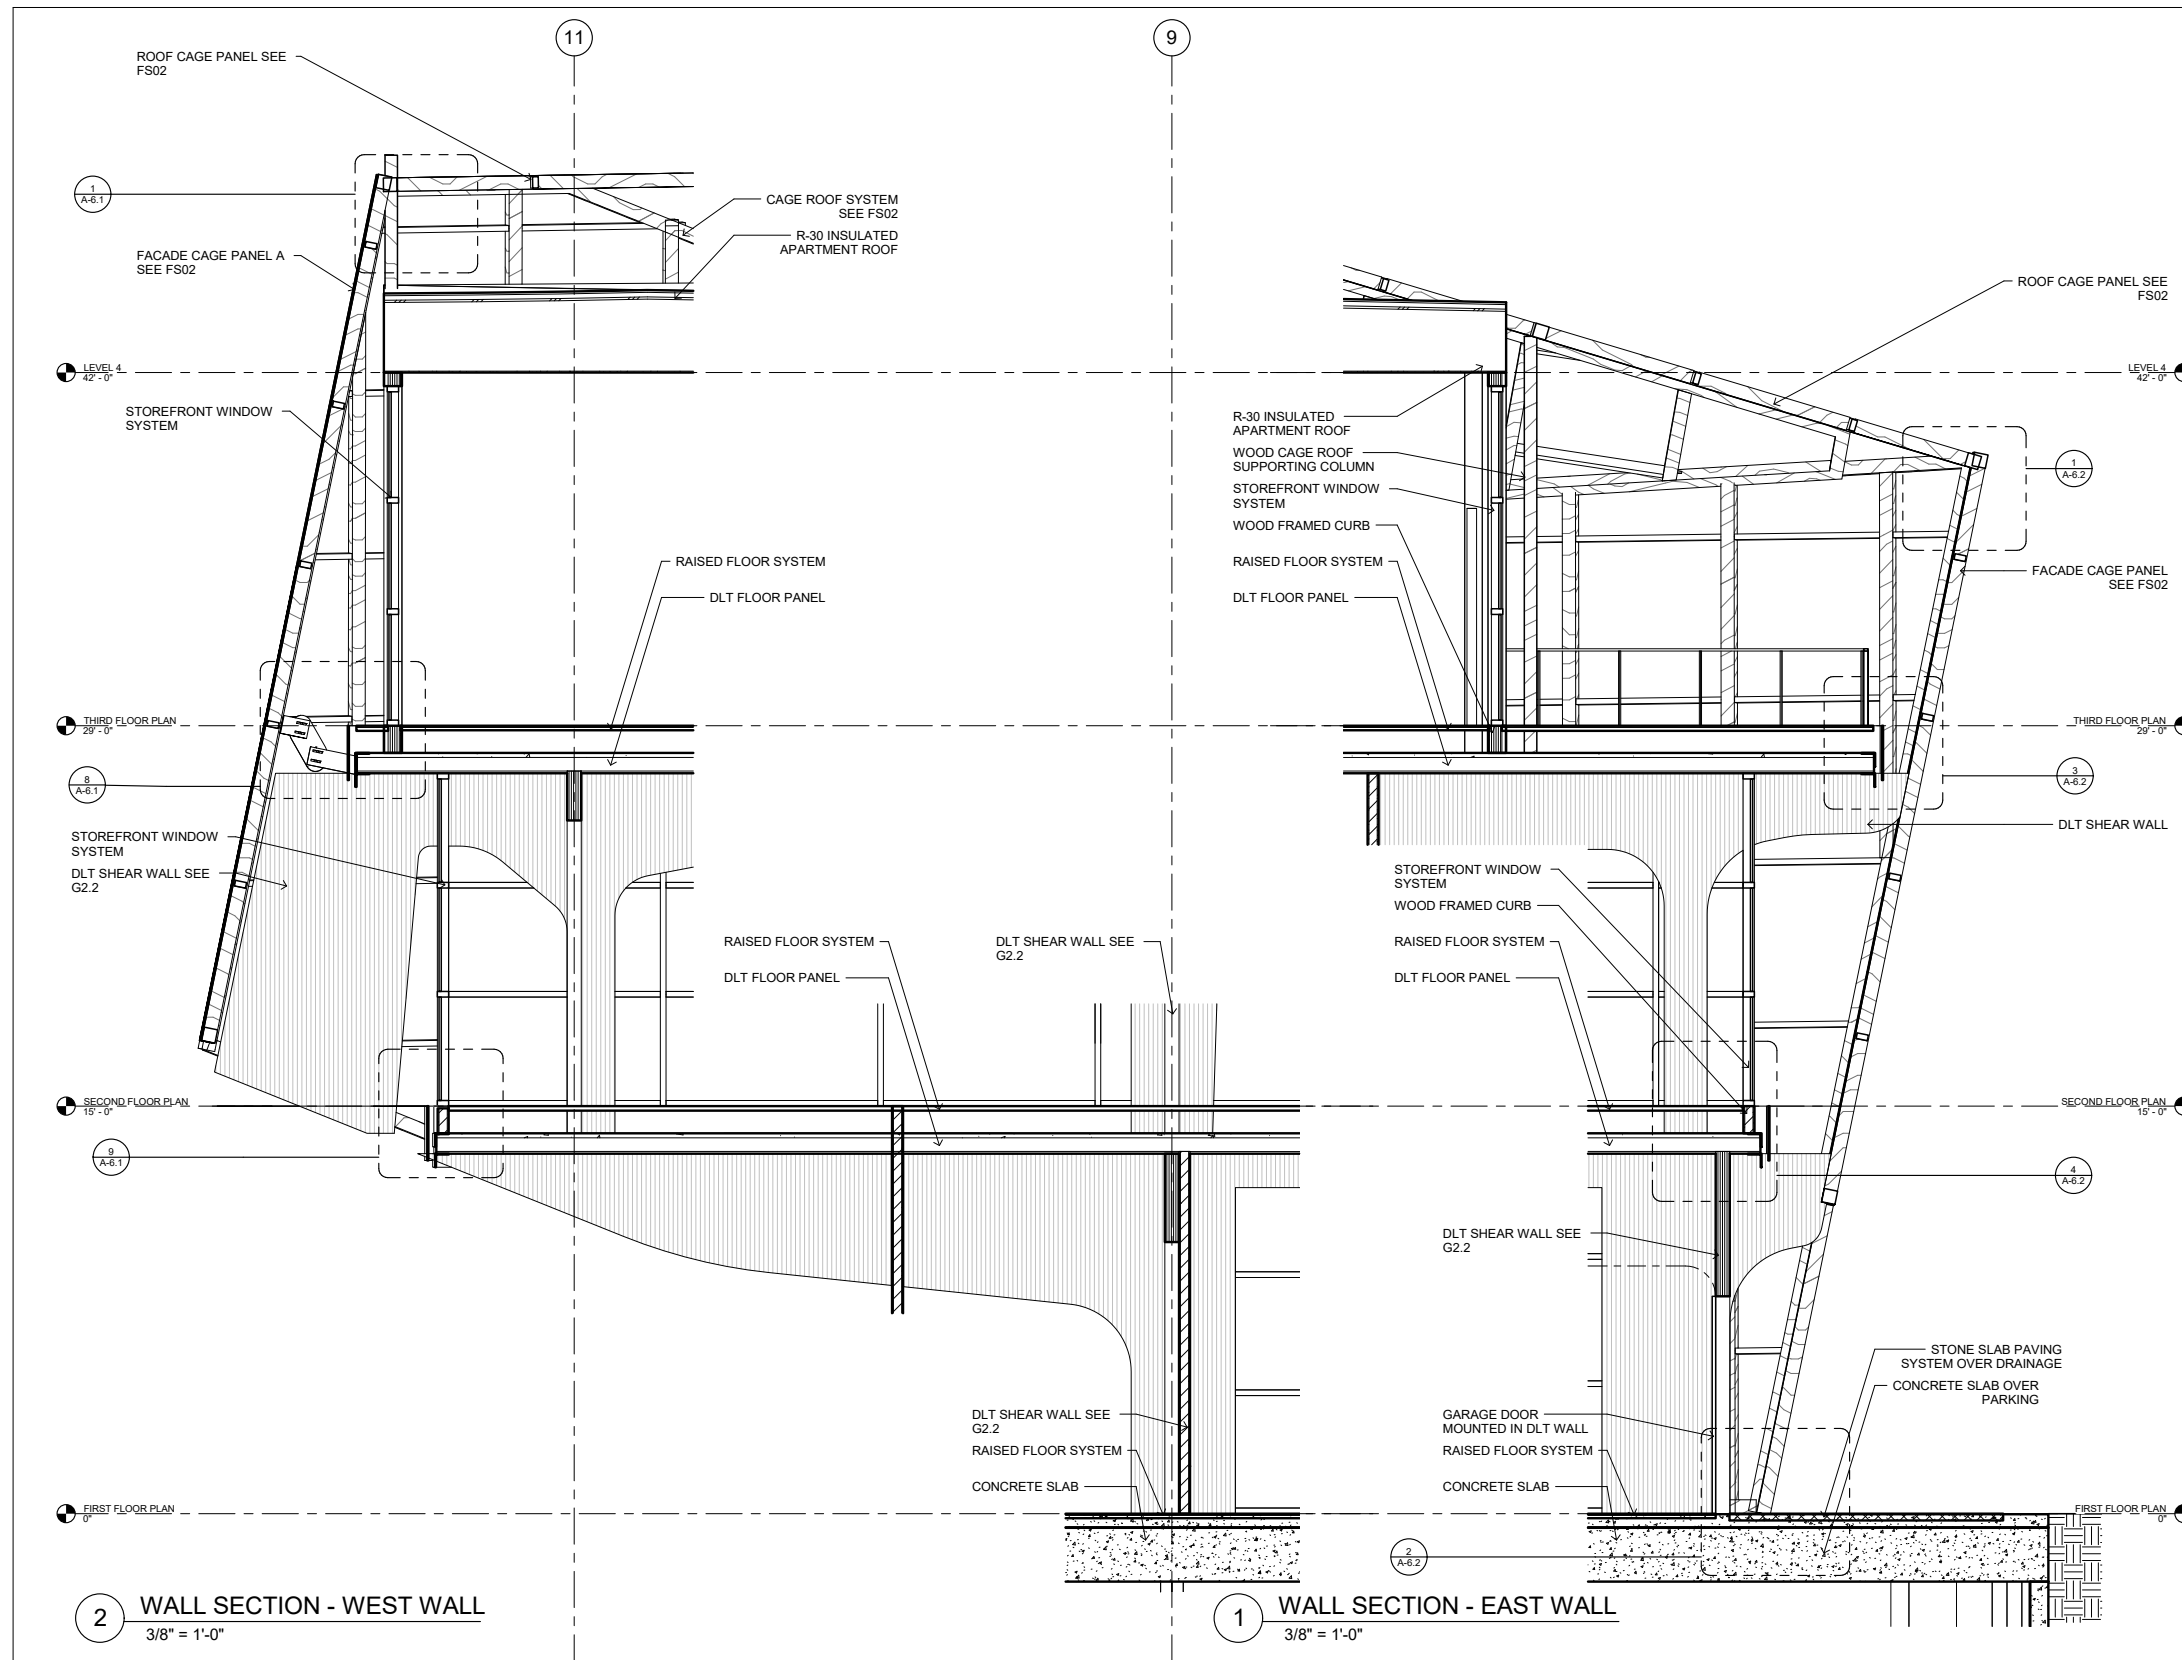 11
9
ROOF CAGE PANEL SEE
FS02
1
A-6.1
CAGE ROOF SYSTEM
SEE FS02
R-30 INSULATED
APARTMENT ROOF
FACADE CAGE PANEL A
SEE FS02
LEVEL 4
42' - 0"
STOREFRONT WINDOW
SYSTEM
RAISED FLOOR SYSTEM
DLT FLOOR PANEL
THIRD FLOOR PLAN
29' - 0"
8
A-6.1
STOREFRONT WINDOW
SYSTEM
DLT SHEAR WALL SEE
G2.2
RAISED FLOOR SYSTEM
DLT FLOOR PANEL
DLT SHEAR WALL SEE
G2.2
SECOND FLOOR PLAN
15' - 0"
9
A-6.1
DLT SHEAR WALL SEE
G2.2
RAISED FLOOR SYSTEM
CONCRETE SLAB
FIRST FLOOR PLAN
0"
2
WALL SECTION - WEST WALL
3/8" = 1'-0"
ROOF CAGE PANEL SEE
FS02
LEVEL 4
42' - 0"
R-30 INSULATED
APARTMENT ROOF
WOOD CAGE ROOF
SUPPORTING COLUMN
STOREFRONT WINDOW
SYSTEM
WOOD FRAMED CURB
RAISED FLOOR SYSTEM
DLT FLOOR PANEL
1
A-6.2
FACADE CAGE PANEL
SEE FS02
THIRD FLOOR PLAN
29' - 0"
3
A-6.2
DLT SHEAR WALL
STOREFRONT WINDOW
SYSTEM
WOOD FRAMED CURB
RAISED FLOOR SYSTEM
DLT FLOOR PANEL
SECOND FLOOR PLAN
15' - 0"
4
A-6.2
DLT SHEAR WALL SEE
G2.2
STONE SLAB PAVING
SYSTEM OVER DRAINAGE
CONCRETE SLAB OVER
PARKING
GARAGE DOOR
MOUNTED IN DLT WALL
RAISED FLOOR SYSTEM
CONCRETE SLAB
FIRST FLOOR PLAN
0"
2
A-6.2
1
WALL SECTION - EAST WALL
3/8" = 1'-0"